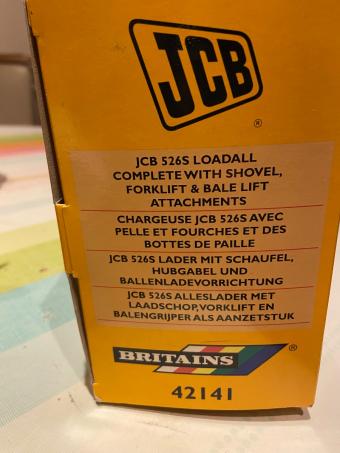 JCB
®
JCB 526S LOADALL
COMPLETE WITH SHOVEL,
FORKLIFT & BALE LIFT
ATTACHMENTS
CHARGEUSE JCB 526S AVEC
PELLE ET FOURCHES ET DES
BOTTES DE PAILLE
JCB 526S LADER MIT SCHAUFEL,
HUBGABEL UND
BALLENLADEVORRICHTUNG
JCB 526S ALLESLADER MET
LAADSCHOP,VORKLIFT EN
BALENGRIJPER ALS AANZETSTUK
BRITAINS ®
42141